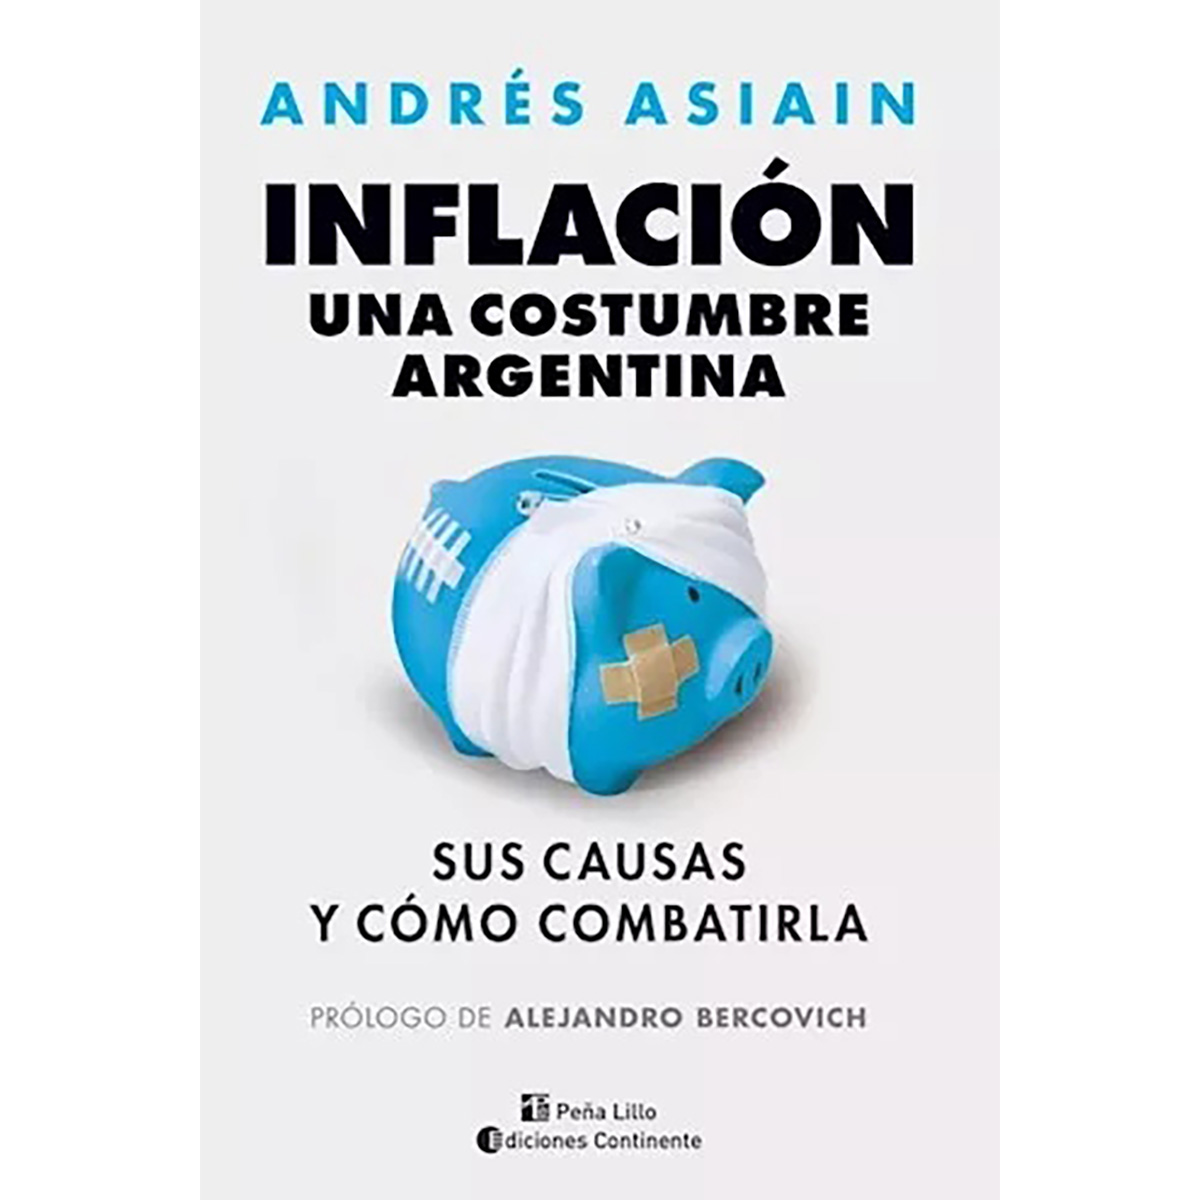 ANDRÉS ASIAIN
INFLACIÓN
UNA COSTUMBRE
ARGENTINA
SUS CAUSAS
Y CÓMO COMBATIRLA
PRÓLOGO DE ALEJANDRO BERCOVICH
Peña Lillo
Ediciones Continente